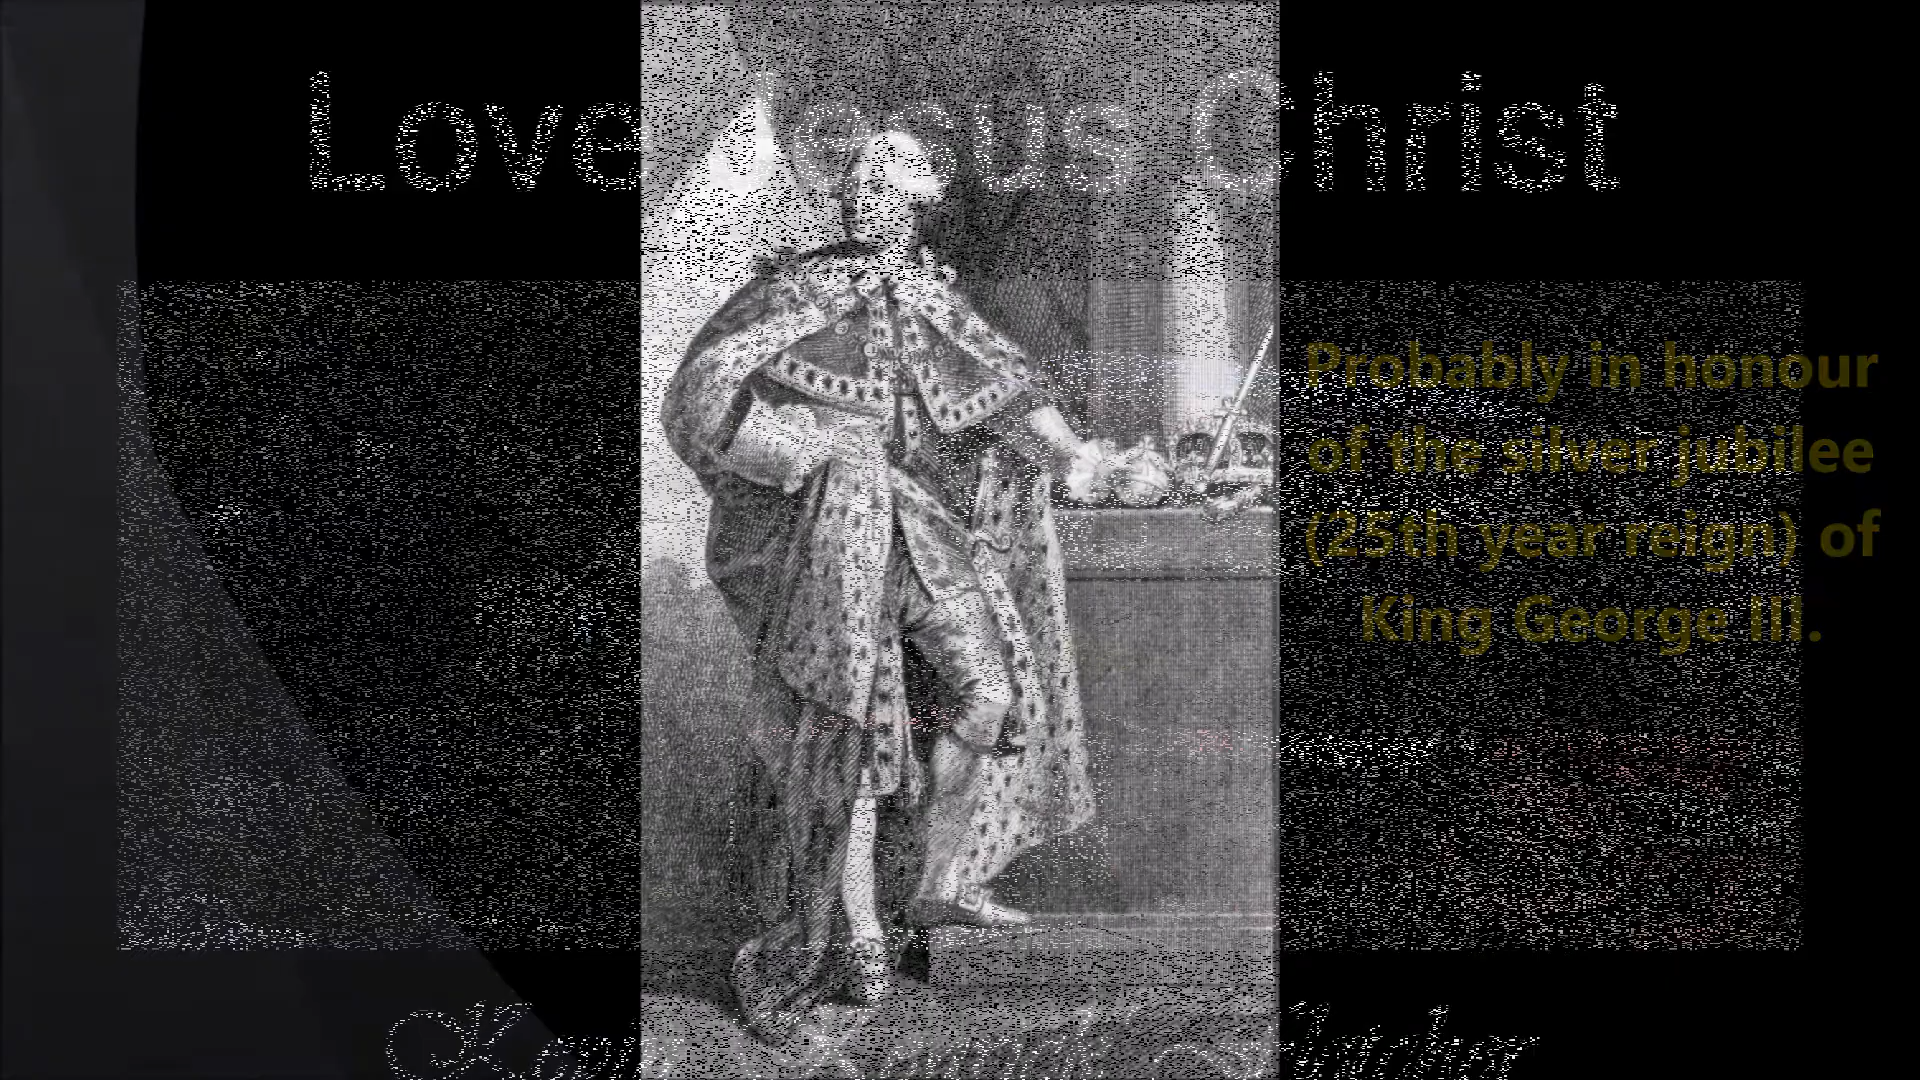 Love Jesus Christ
Probably in honour
of the silver jubilee
(25th year reign) of
King George III.